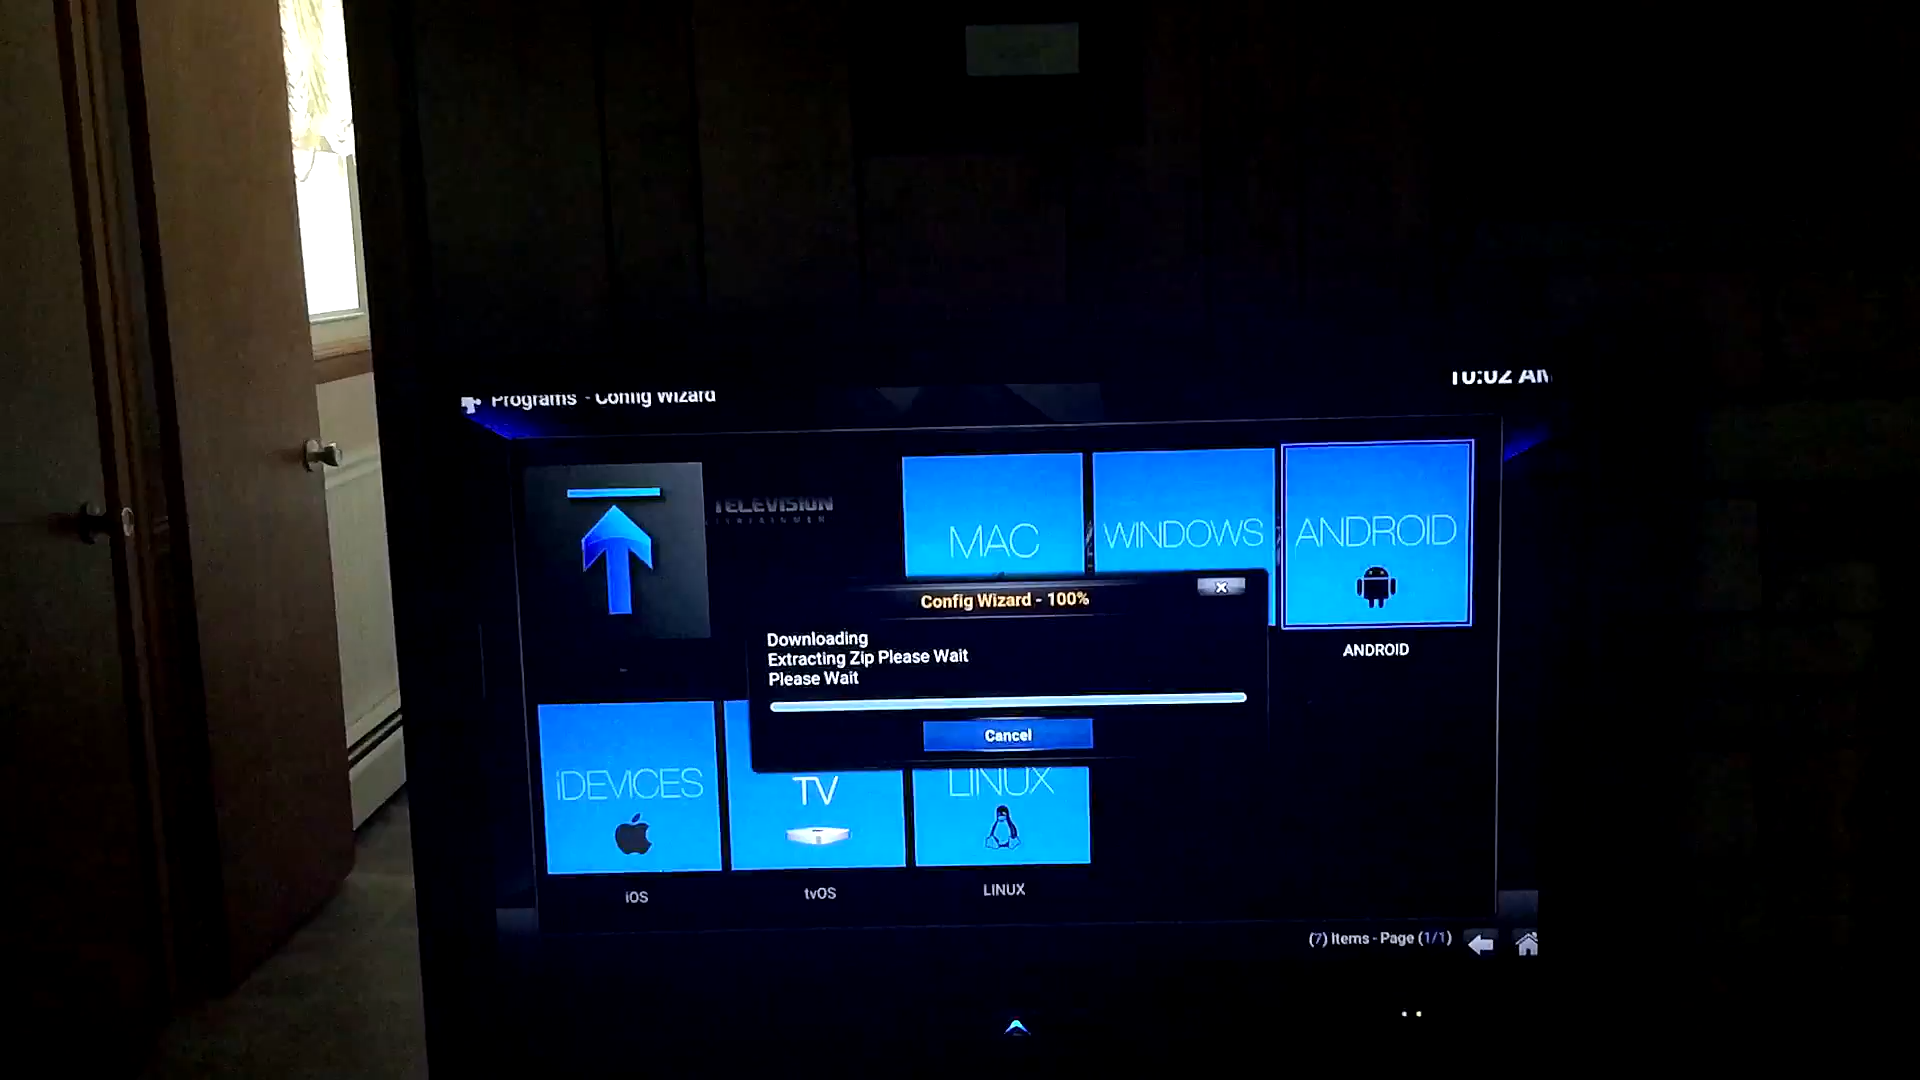 10:02 AM
Programs - Config Wizard
TELEVISION
MAC
WINDOWS
ANDROID
Config Wizard - 100%
Downloading
Extracting Zip Please Wait
Please Wait
Cancel
ANDROID
iDEVICES
TV
LINUX
iOS
tvOS
LINUX
(7) Items - Page (1/1)